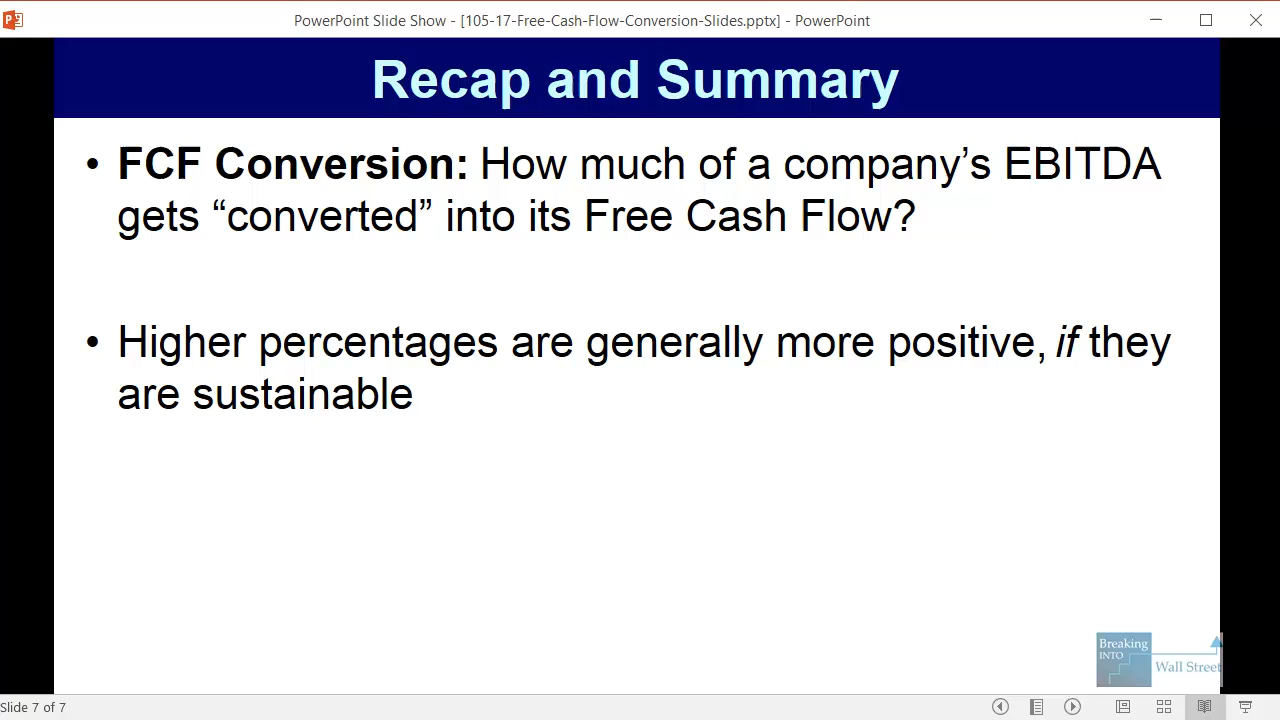 PowerPoint Slide Show - [105-17-Free-Cash-Flow-Conversion-Slides.pptx] - PowerPoint
Recap and Summary
• FCF Conversion: How much of a company’s EBITDA
gets “converted” into its Free Cash Flow?
• Higher percentages are generally more positive, if they
are sustainable
Breaking
INTO
Wall Street
Slide 7 of 7